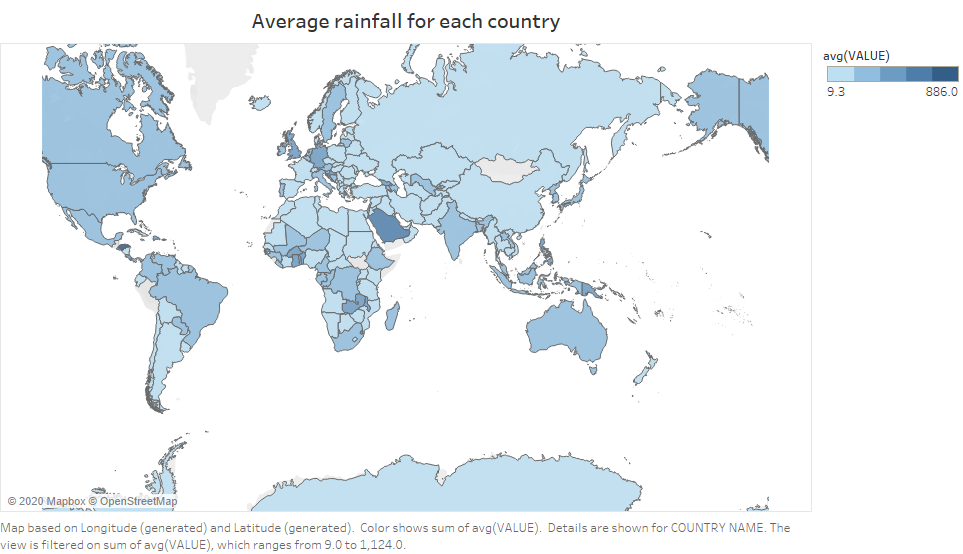 Average rainfall for each country
avg(VALUE)
9.3 886.0
© 2020 Mapbox © OpenStreetMap
Map based on Longitude (generated) and Latitude (generated). Color shows sum of avg(VALUE). Details are shown for COUNTRY NAME. The
view is filtered on sum of avg(VALUE), which ranges from 9.0 to 1,124.0.